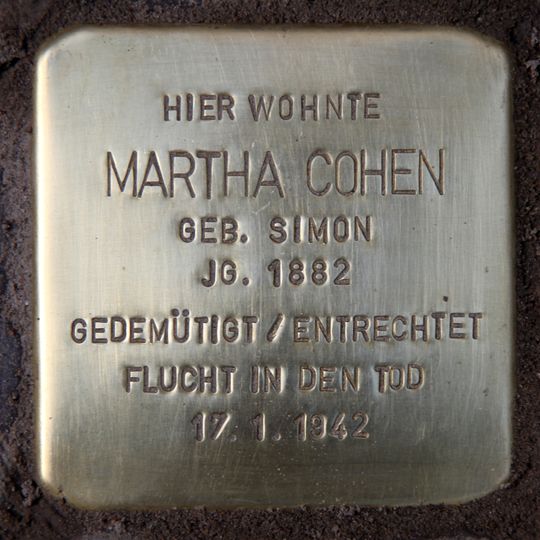 HIER WOHNTE
MARTHA COHEN
GEB. SIMON
JG. 1882
GEDEMÜTIGT / ENTRECHTET
FLUCHT IN DEN TOD
17. 1. 1942